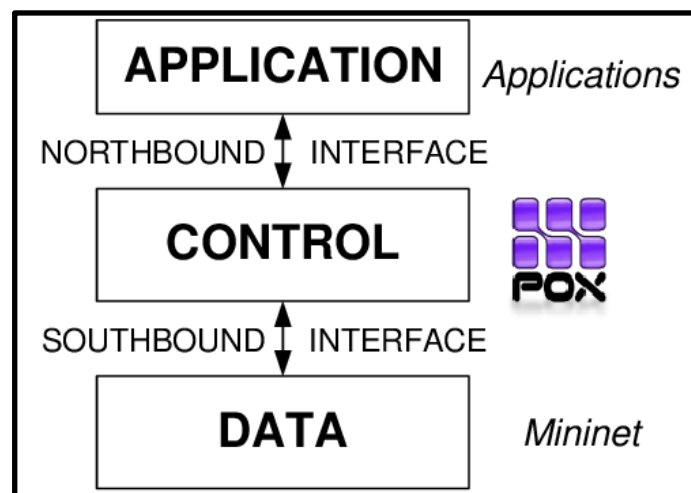 APPLICATION Applications
NORTHBOUND INTERFACE
CONTROL
POX
SOUTHBOUND INTERFACE
DATA Mininet